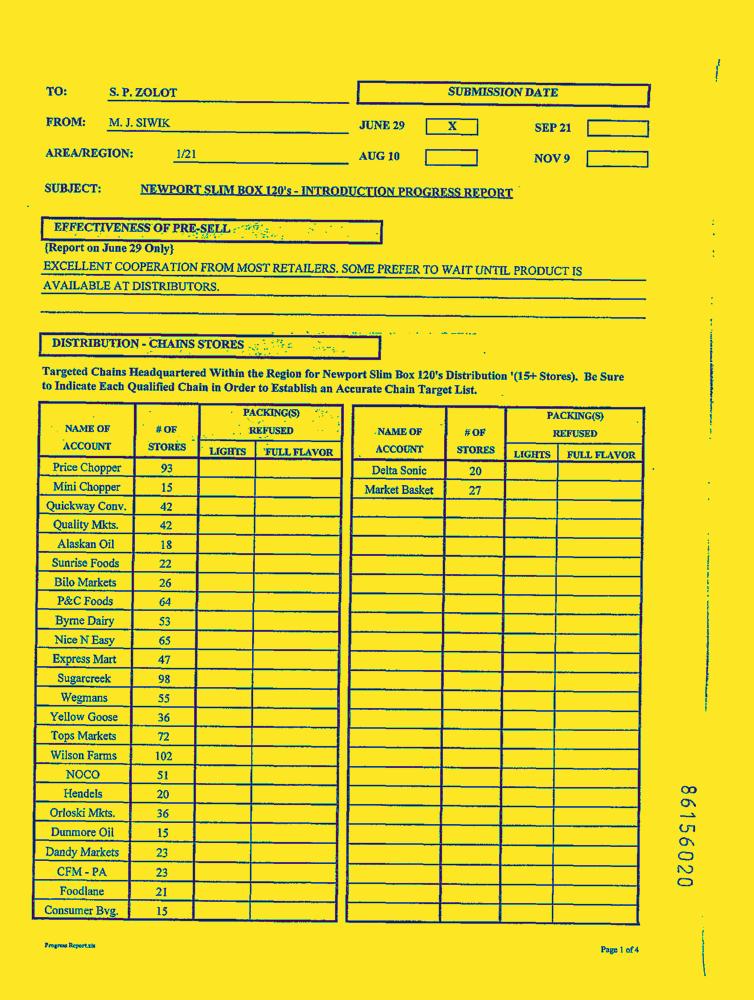 TO: S. P. ZOLOT
SUBMISSION DATE
FROM: M. J. SIWIK
JUNE 29 X SEP 21
AREA/REGION: 1/21
AUG 10 NOV 9
SUBJECT: NEWPORT SLIM BOX 120's - INTRODUCTION PROGRESS REPORT
EFFECTIVENESS OF PRE-SELL
{Report on June 29 Only}
EXCELLENT COOPERATION FROM MOST RETAILERS. SOME PREFER TO WAIT UNTIL PRODUCT IS
AVAILABLE AT DISTRIBUTORS.
DISTRIBUTION - CHAINS STORES
Targeted Chains Headquartered Within the Region for Newport Slim Box 120's Distribution '(15+ Stores). Be Sure
to Indicate Each Qualified Chain in Order to Establish an Accurate Chain Target List.
NAME OF ACCOUNT # OF STORES PACKING(S) REFUSED LIGHTS FULL FLAVOR
Price Chopper 93
Mini Chopper 15
Quickway Conv. 42
Quality Mkts. 42
Alaskan Oil 18
Sunrise Foods 22
Bilo Markets 26
P&C Foods 64
Byrne Dairy 53
Nice N Easy 65
Express Mart 47
Sugarcreek 98
Wegmans 55
Yellow Goose 36
Tops Markets 72
Wilson Farms 102
NOCO 51
Hendels 20
Orloski Mkts. 36
Dunmore Oil 15
Dandy Markets 23
CFM - PA 23
Foodlane 21
Consumer Bvg. 15
NAME OF ACCOUNT # OF STORES PACKING(S) REFUSED LIGHTS FULL FLAVOR
Delta Sonic 20
Market Basket 27
86156020
Progress Report.xls
Page 1 of 4